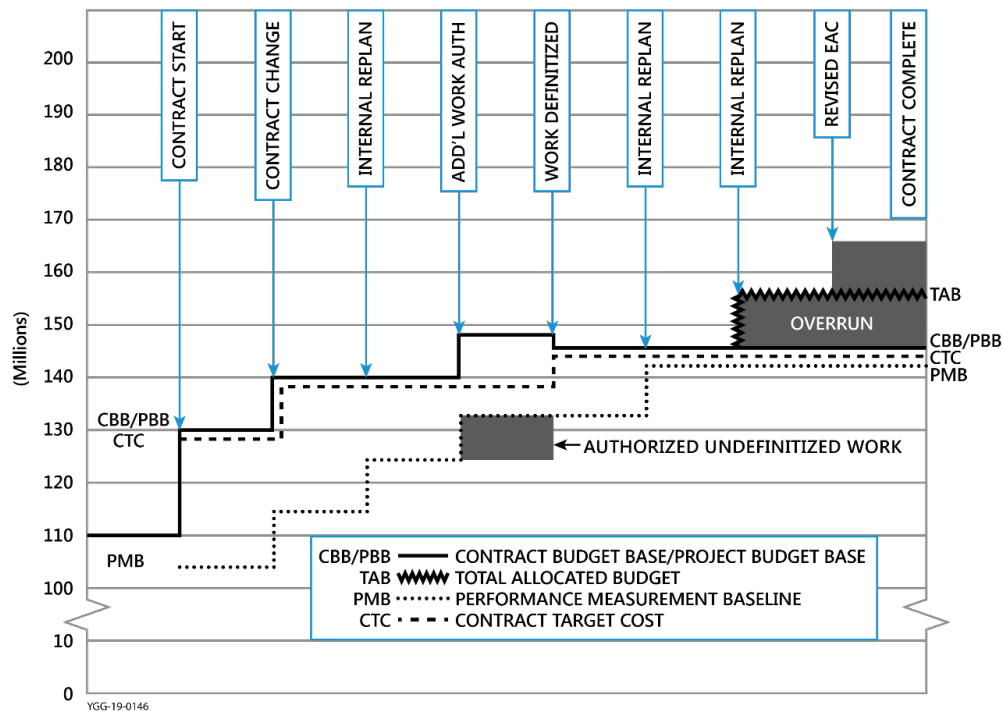 CONTRACT START
CONTRACT CHANGE
INTERNAL REPLAN
ADD'L WORK AUTH
WORK DEFINITIZED
INTERNAL REPLAN
INTERNAL REPLAN
REVISED EAC
CONTRACT COMPLETE
(Millions)
200
190
180
170
160
150
140
130
120
110
100
10
0
TAB
OVERRUN
CBB/PBB
CTC
PMB
CBB/PBB
CTC
AUTHORIZED UNDEFINITIZED WORK
PMB
CBB/PBB CONTRACT BUDGET BASE/PROJECT BUDGET BASE
TAB TOTAL ALLOCATED BUDGET
PMB PERFORMANCE MEASUREMENT BASELINE
CTC CONTRACT TARGET COST
YGG-19-0146